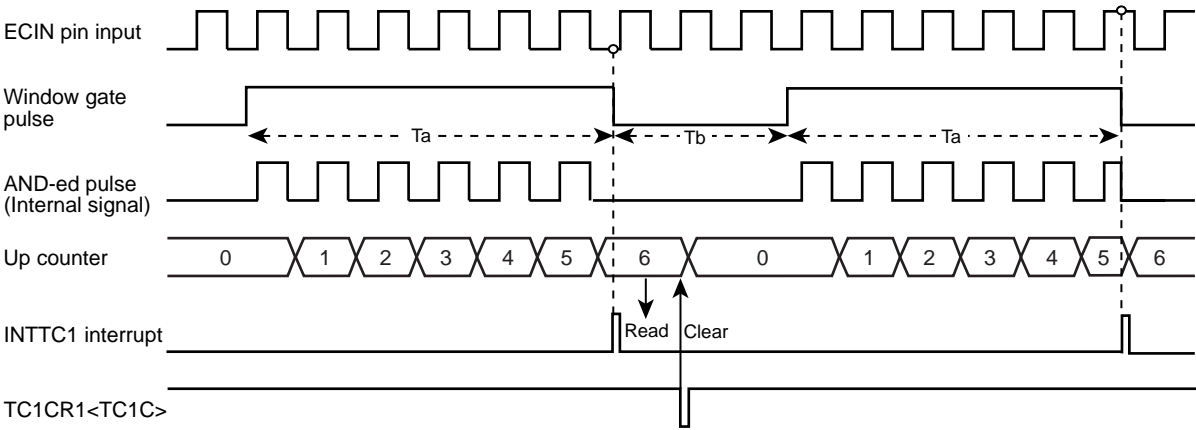 ECIN pin input
Window gate
pulse
Ta
Tb
Ta
AND-ed pulse
(Internal signal)
Up counter
0 1 2 3 4 5 6 0 1 2 3 4 5 6
INTTC1 interrupt
Read
Clear
TC1CR1<TC1C>